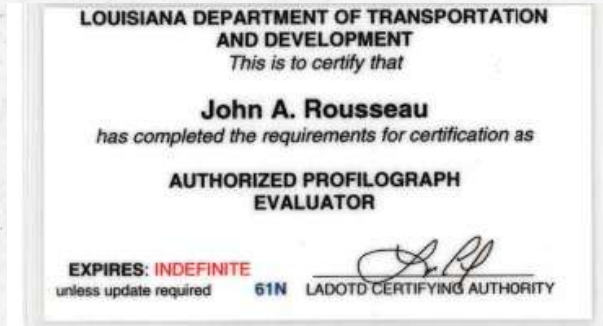 LOUISIANA DEPARTMENT OF TRANSPORTATION
AND DEVELOPMENT
This is to certify that
John A. Rousseau
has completed the requirements for certification as
AUTHORIZED PROFILOGRAPH
EVALUATOR
EXPIRES: INDEFINITE
unless update required 61N LADOTD CERTIFYING AUTHORITY